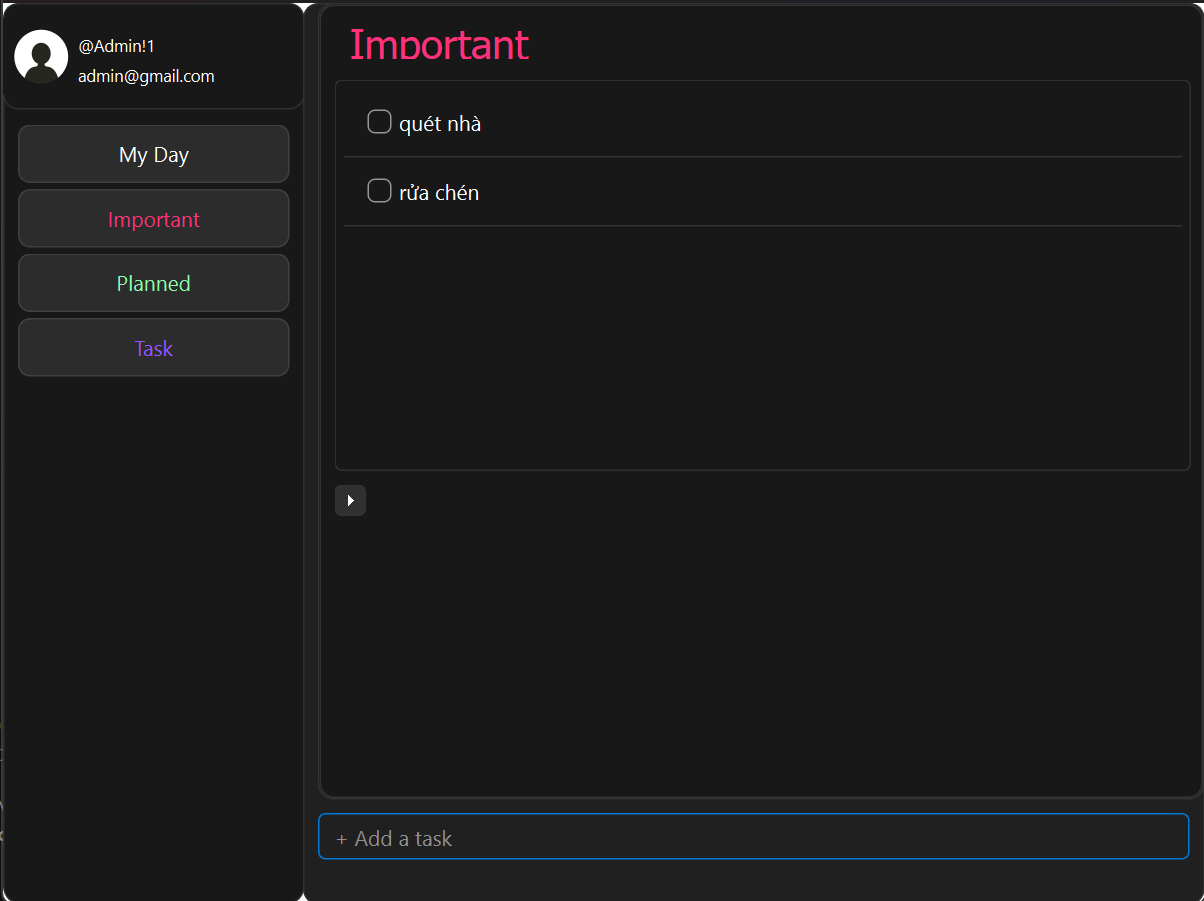 @Admin!1
admin@gmail.com
My Day
Important
Planned
Task
Important
quét nhà
rửa chén
+ Add a task